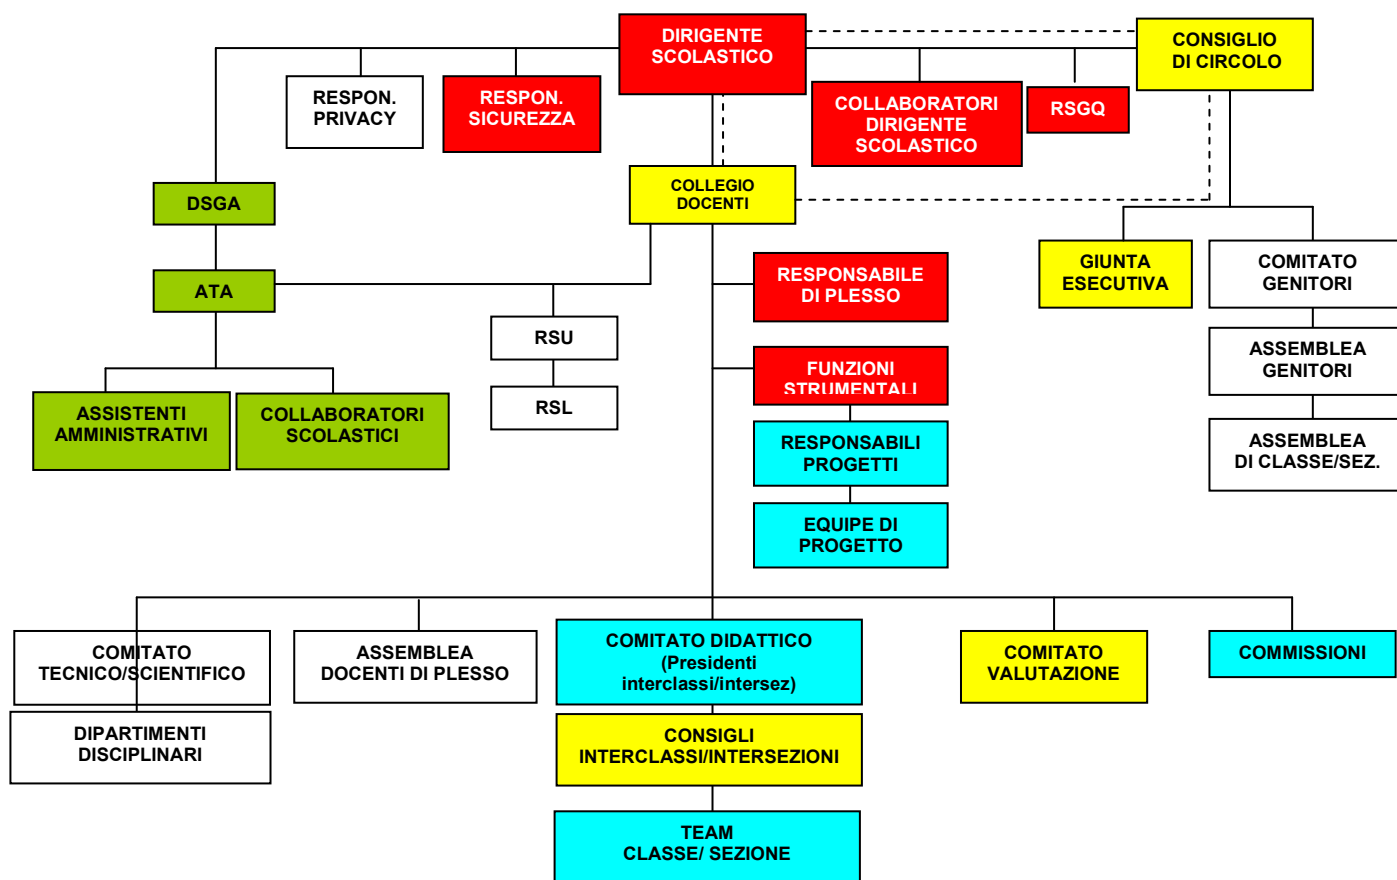 DIRIGENTE
SCOLASTICO
CONSIGLIO
DI CIRCOLO
RESPON.
PRIVACY
RESPON.
SICUREZZA
COLLABORATORI
DIRIGENTE
SCOLASTICO
RSGQ
COLLEGIO
DOCENTI
DSGA
ATA
ASSISTENTI
AMMINISTRATIVI
COLLABORATORI
SCOLASTICI
RSU
RSL
RESPONSABILE
DI PLESSO
FUNZIONI
STRUMENTALI
RESPONSABILI
PROGETTI
EQUIPE DI
PROGETTO
GIUNTA
ESECUTIVA
COMITATO
GENITORI
ASSEMBLEA
GENITORI
ASSEMBLEA
DI CLASSE/SEZ.
COMITATO
TECNICO/SCIENTIFICO
DIPARTIMENTI
DISCIPLINARI
ASSEMBLEA
DOCENTI DI PLESSO
COMITATO DIDATTICO
(Presidenti
interclassi/intersez)
CONSIGLI
INTERCLASSI/INTERSEZIONI
TEAM
CLASSE/ SEZIONE
COMITATO
VALUTAZIONE
COMMISSIONI